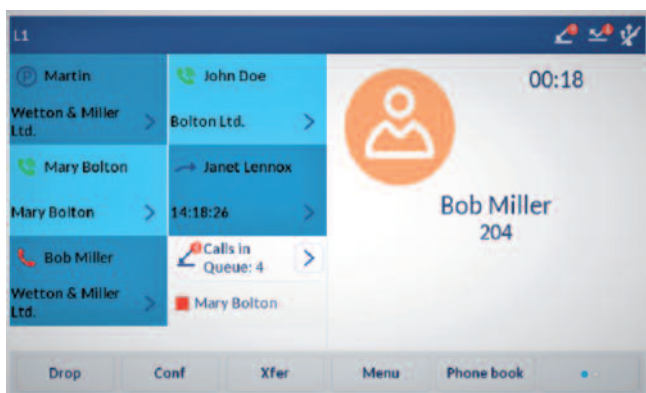 L1
P Martin
Wetton & Miller
Ltd.
John Doe
Bolton Ltd.
Mary Bolton
Mary Bolton
Janet Lennox
14:18:26
Bob Miller
Wetton & Miller
Ltd.
Calls in
Queue: 4
Mary Bolton
00:18
Bob Miller
204
Drop Conf Xfer Menu Phone book